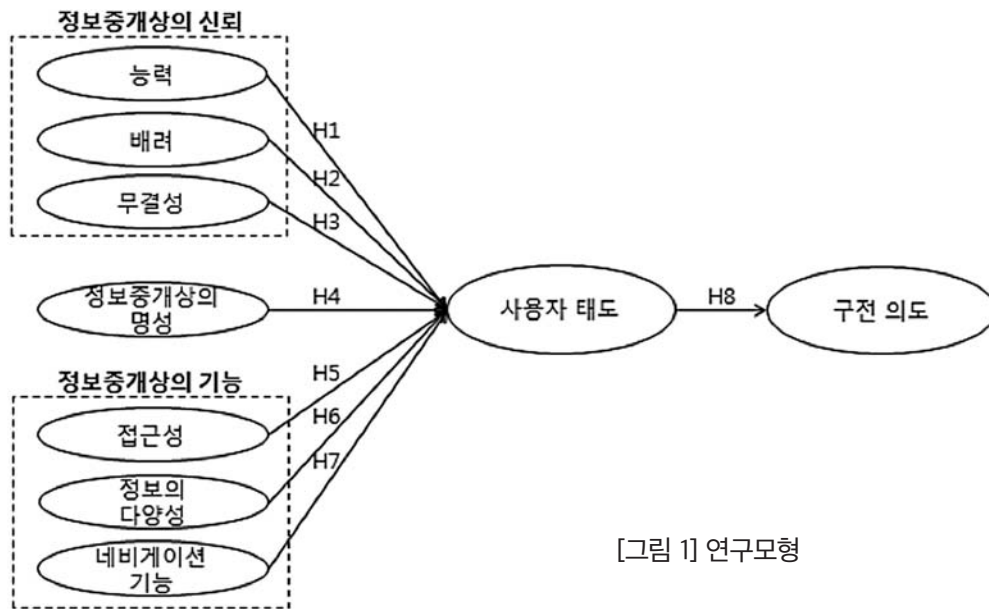 정보중개상의 신뢰
능력
배려
무결성
H1
H2
H3
정보중개상의
명성
H4
사용자 태도
H8
구전 의도
정보중개상의 기능
접근성
정보의
다양성
네비게이션
기능
H5
H6
H7
[그림 1] 연구모형